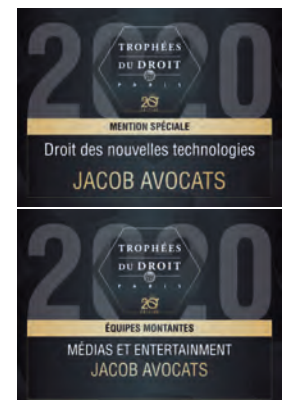 2020
TROPHÉES
DU DROIT
PARIS
MENTION SPÉCIALE
Droit des nouvelles technologies
JACOB AVOCATS
2020
TROPHÉES
DU DROIT
PARIS
ÉQUIPES MONTANTES
MÉDIAS ET ENTERTAINMENT
JACOB AVOCATS